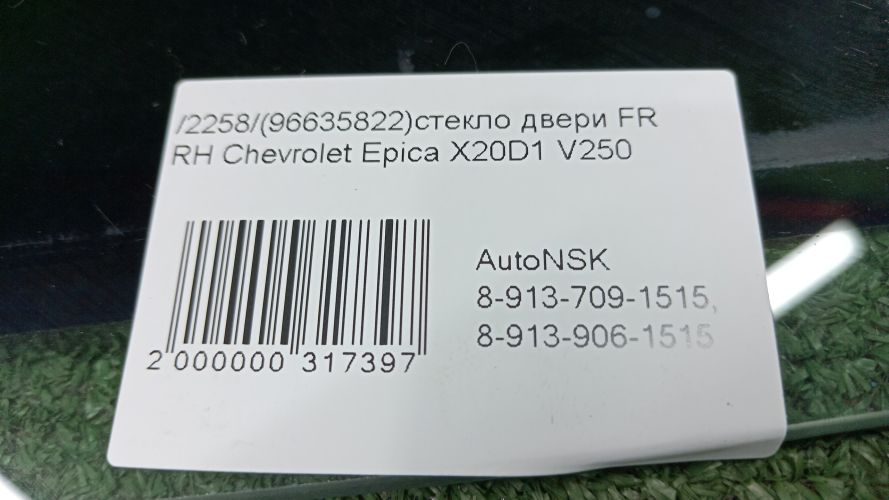 /2258/(96635822)стекло двери FR
RH Chevrolet Epica X20D1 V250
AutoNSK
8-913-709-1515,
8-913-906-1515
2 000000 317397